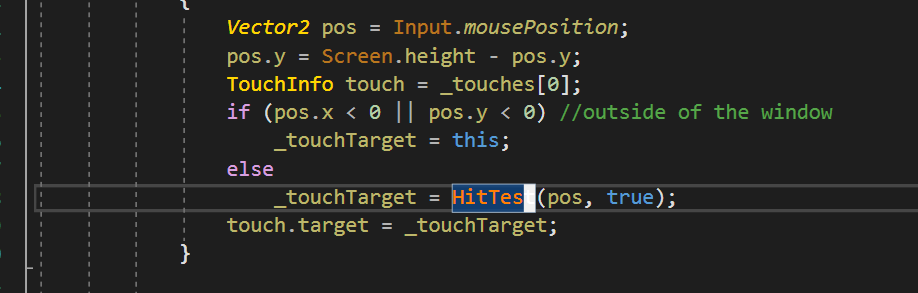 {
Vector2 pos = Input.mousePosition;
pos.y = Screen.height - pos.y;
TouchInfo touch = _touches[0];
if (pos.x < 0 || pos.y < 0) //outside of the window
_touchTarget = this;
else
_touchTarget = HitTest(pos, true);
touch.target = _touchTarget;
}